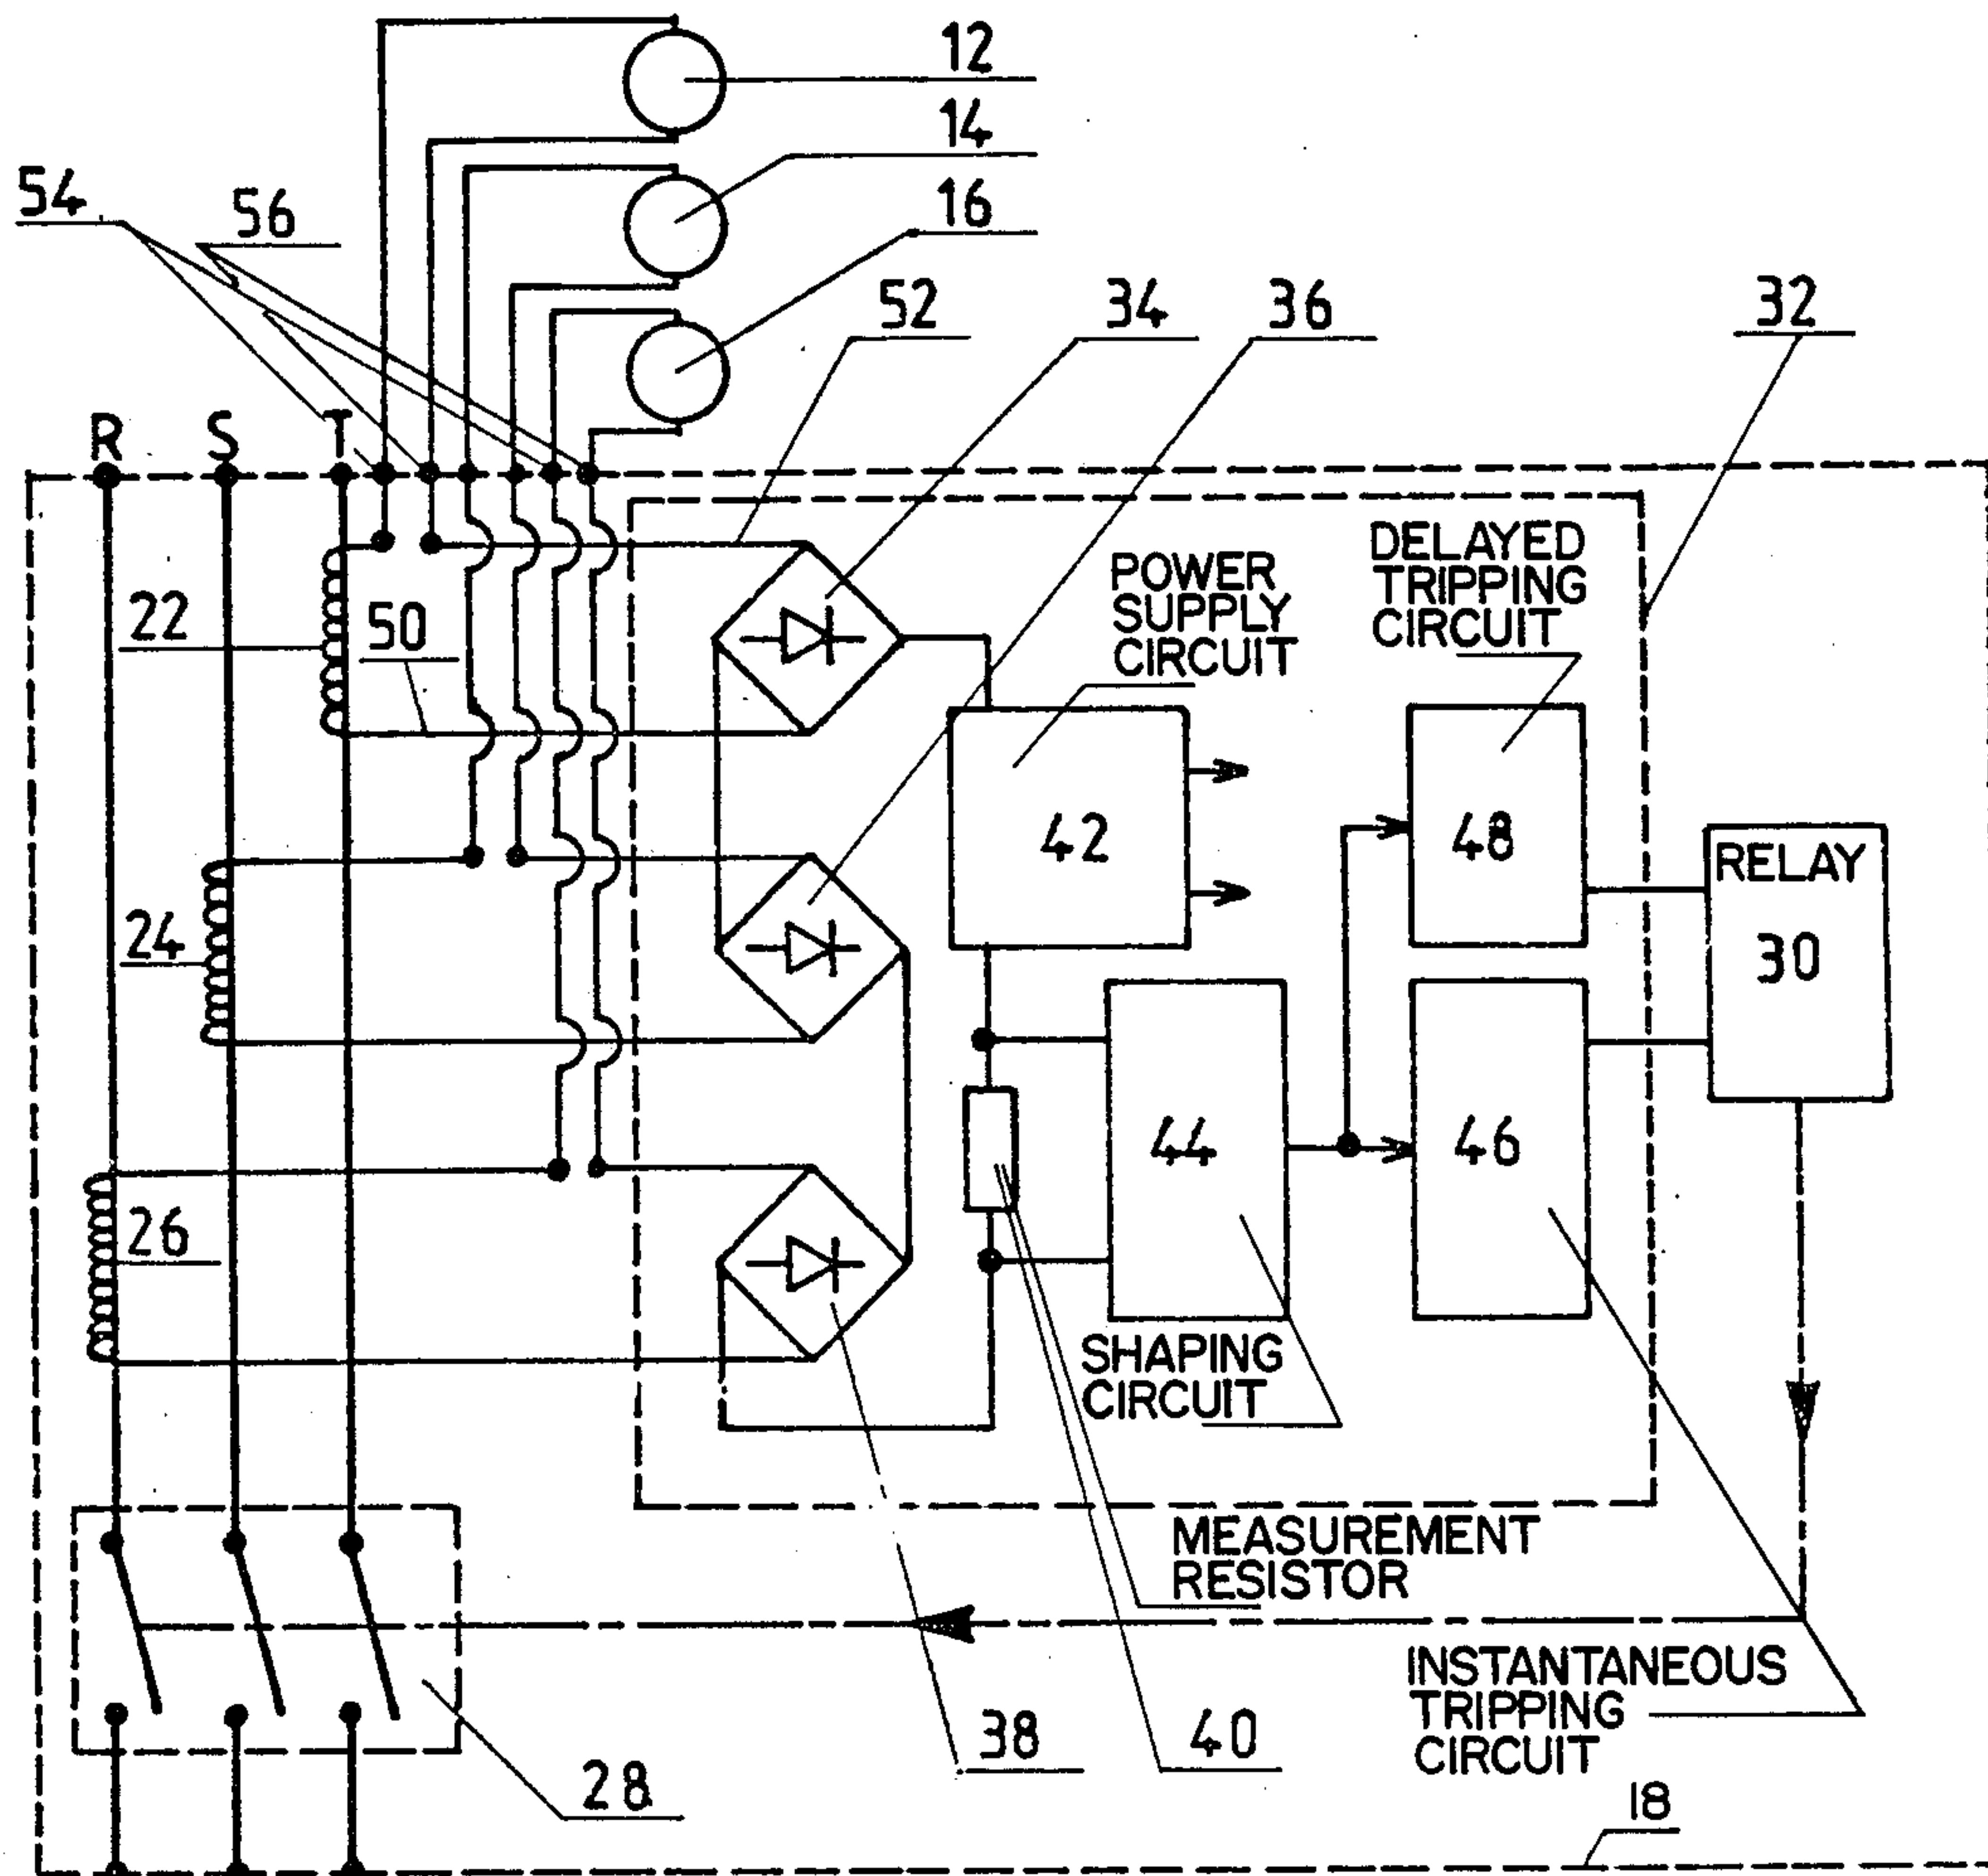 12
14
16
54
56
52
34
36
32
R
S
T
DELAYED
TRIPPING
CIRCUIT
POWER
SUPPLY
CIRCUIT
22
50
42
48
RELAY
30
24
44
46
26
SHAPING
CIRCUIT
MEASUREMENT
RESISTOR
INSTANTANEOUS
TRIPPING
CIRCUIT
38
40
28
18